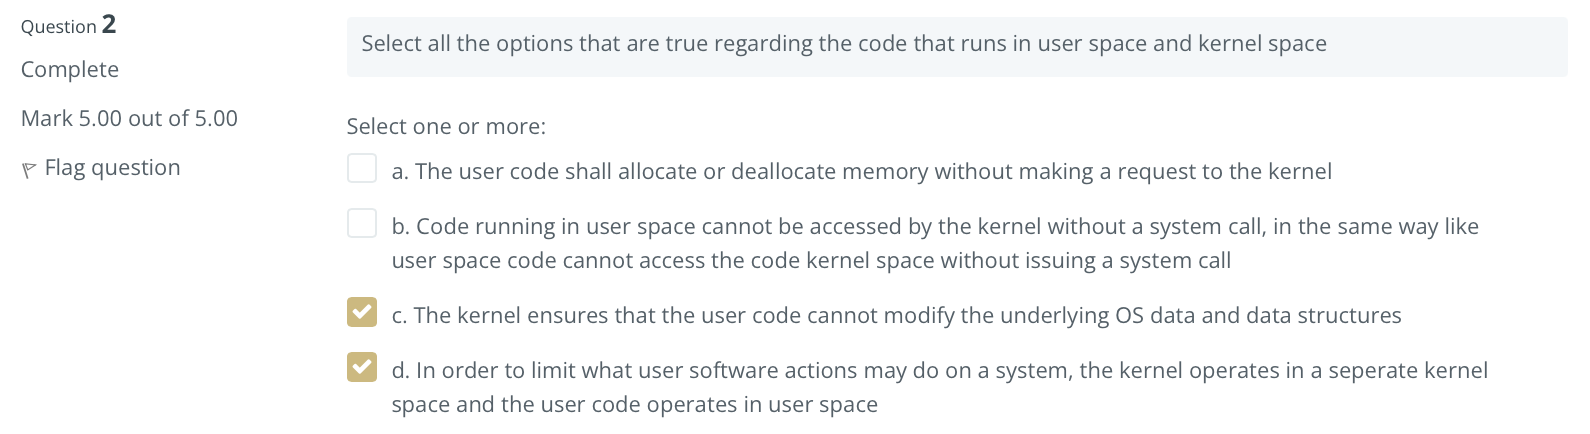 Question 2
Complete
Mark 5.00 out of 5.00
Flag question
Select all the options that are true regarding the code that runs in user space and kernel space
Select one or more:
a. The user code shall allocate or deallocate memory without making a request to the kernel
b. Code running in user space cannot be accessed by the kernel without a system call, in the same way like
user space code cannot access the code kernel space without issuing a system call
c. The kernel ensures that the user code cannot modify the underlying OS data and data structures
d. In order to limit what user software actions may do on a system, the kernel operates in a seperate kernel
space and the user code operates in user space